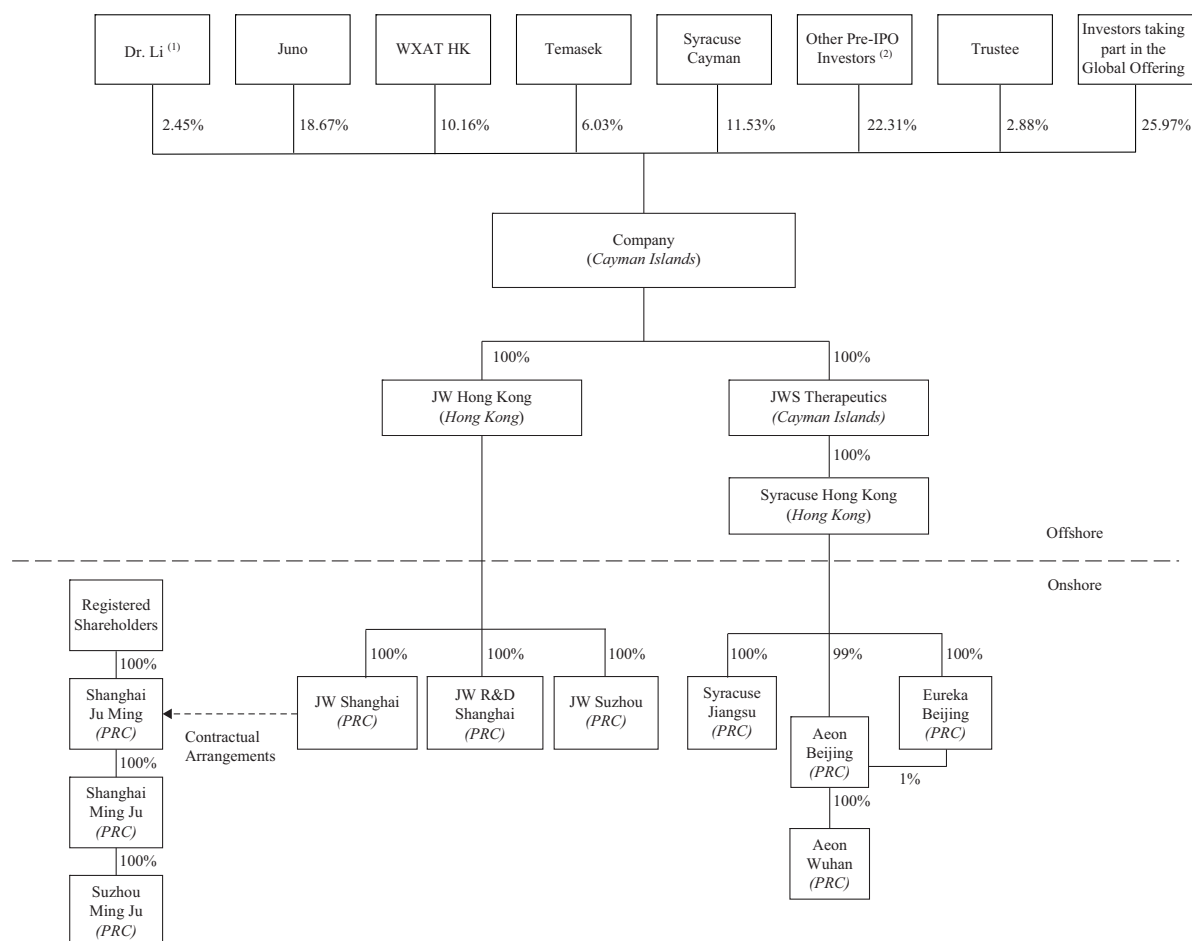 Dr. Li (1)
Juno
WXAT HK
Temasek
Syracuse
Cayman
Other Pre-IPO
Investors (2)
Trustee
Investors taking
part in the
Global Offering
2.45%
18.67%
10.16%
6.03%
11.53%
22.31%
2.88%
25.97%
Company
(Cayman Islands)
100%
100%
JW Hong Kong
(Hong Kong)
JWS Therapeutics
(Cayman Islands)
100%
Syracuse Hong Kong
(Hong Kong)
Offshore
Onshore
Registered
Shareholders
100%
100%
100%
100%
100%
99%
100%
Shanghai
Ju Ming
(PRC)
Contractual
Arrangements
JW Shanghai
(PRC)
JW R&D
Shanghai
(PRC)
JW Suzhou
(PRC)
Syracuse
Jiangsu
(PRC)
Aeon
Beijing
(PRC)
Eureka
Beijing
(PRC)
1%
100%
100%
Shanghai
Ming Ju
(PRC)
Aeon
Wuhan
(PRC)
100%
Suzhou
Ming Ju
(PRC)